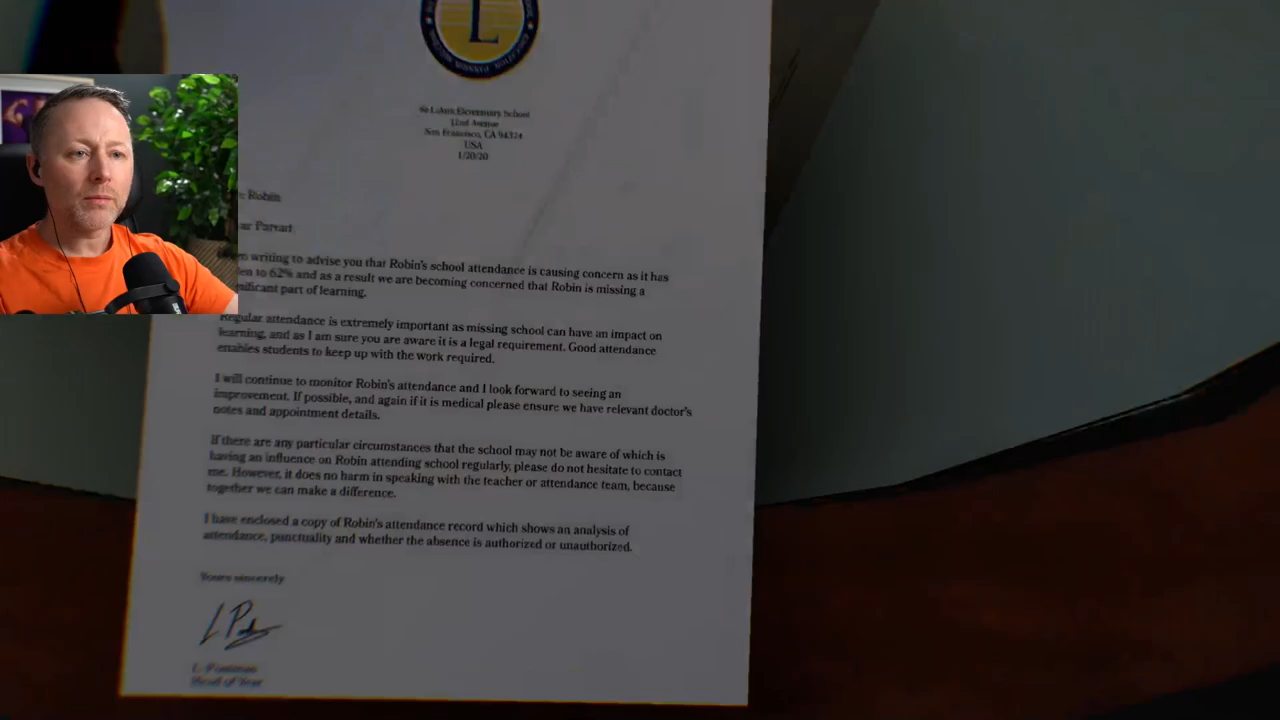 L
EDUCATION PASSION
Elementary School
Avenue
San Francisco, CA 94324
USA
1/20/20
Robin
Parent
writing to advise you that Robin's school attendance is causing concern as it has
to 62% and as a result we are becoming concerned that Robin is missing a
part of learning.
Regular attendance is extremely important as missing school can have an impact on
learning, and as I am sure you are aware it is a legal requirement. Good attendance
enables students to keep up with the work required.
I will continue to monitor Robin's attendance and I look forward to seeing an
improvement. If possible, and again if it is medical please ensure we have relevant doctor's
notes and appointment details.
If there are any particular circumstances that the school may not be aware of which is
having an influence on Robin attending school regularly, please do not hesitate to contact
me. However, it does no harm in speaking with the teacher or attendance team, because
together we can make a difference.
I have enclosed a copy of Robin's attendance record which shows an analysis of
attendance, punctuality and whether the absence is authorized or unauthorized.
Yours sincerely
L.
Head of Year